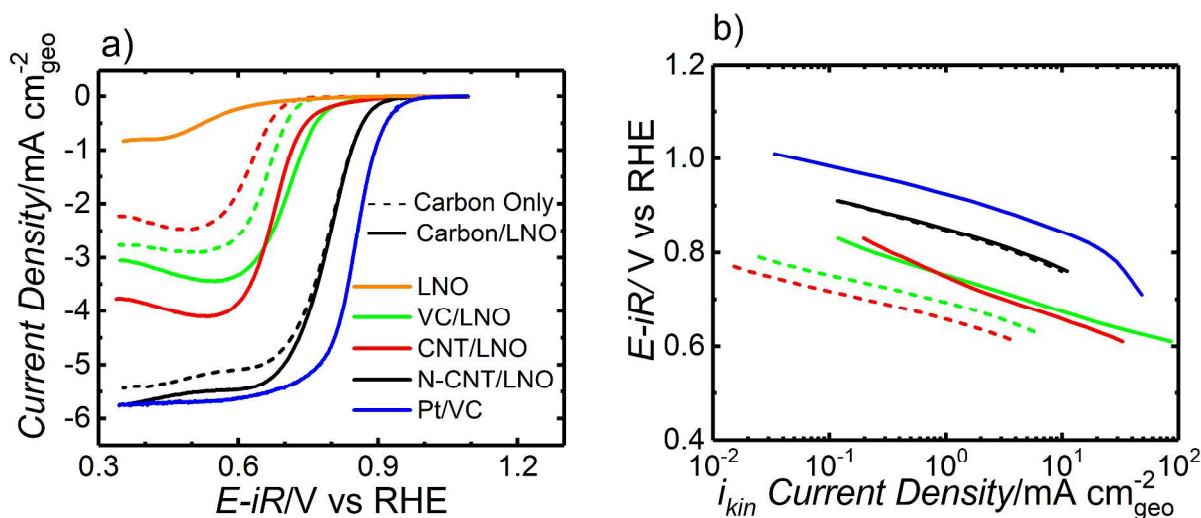 a)
Current Density/mA cm⁻²geo
0
-1
-2
-3
-4
-5
-6
Carbon Only
Carbon/LNO
LNO
VC/LNO
CNT/LNO
N-CNT/LNO
Pt/VC
0.3 0.6 0.9 1.2
E-iR/V vs RHE
b)
E-iR/ V vs RHE
1.2
1.0
0.8
0.6
0.4
10⁻² 10⁻¹ 10⁰ 10¹ 10²
i_kin Current Density/mA cm⁻²geo